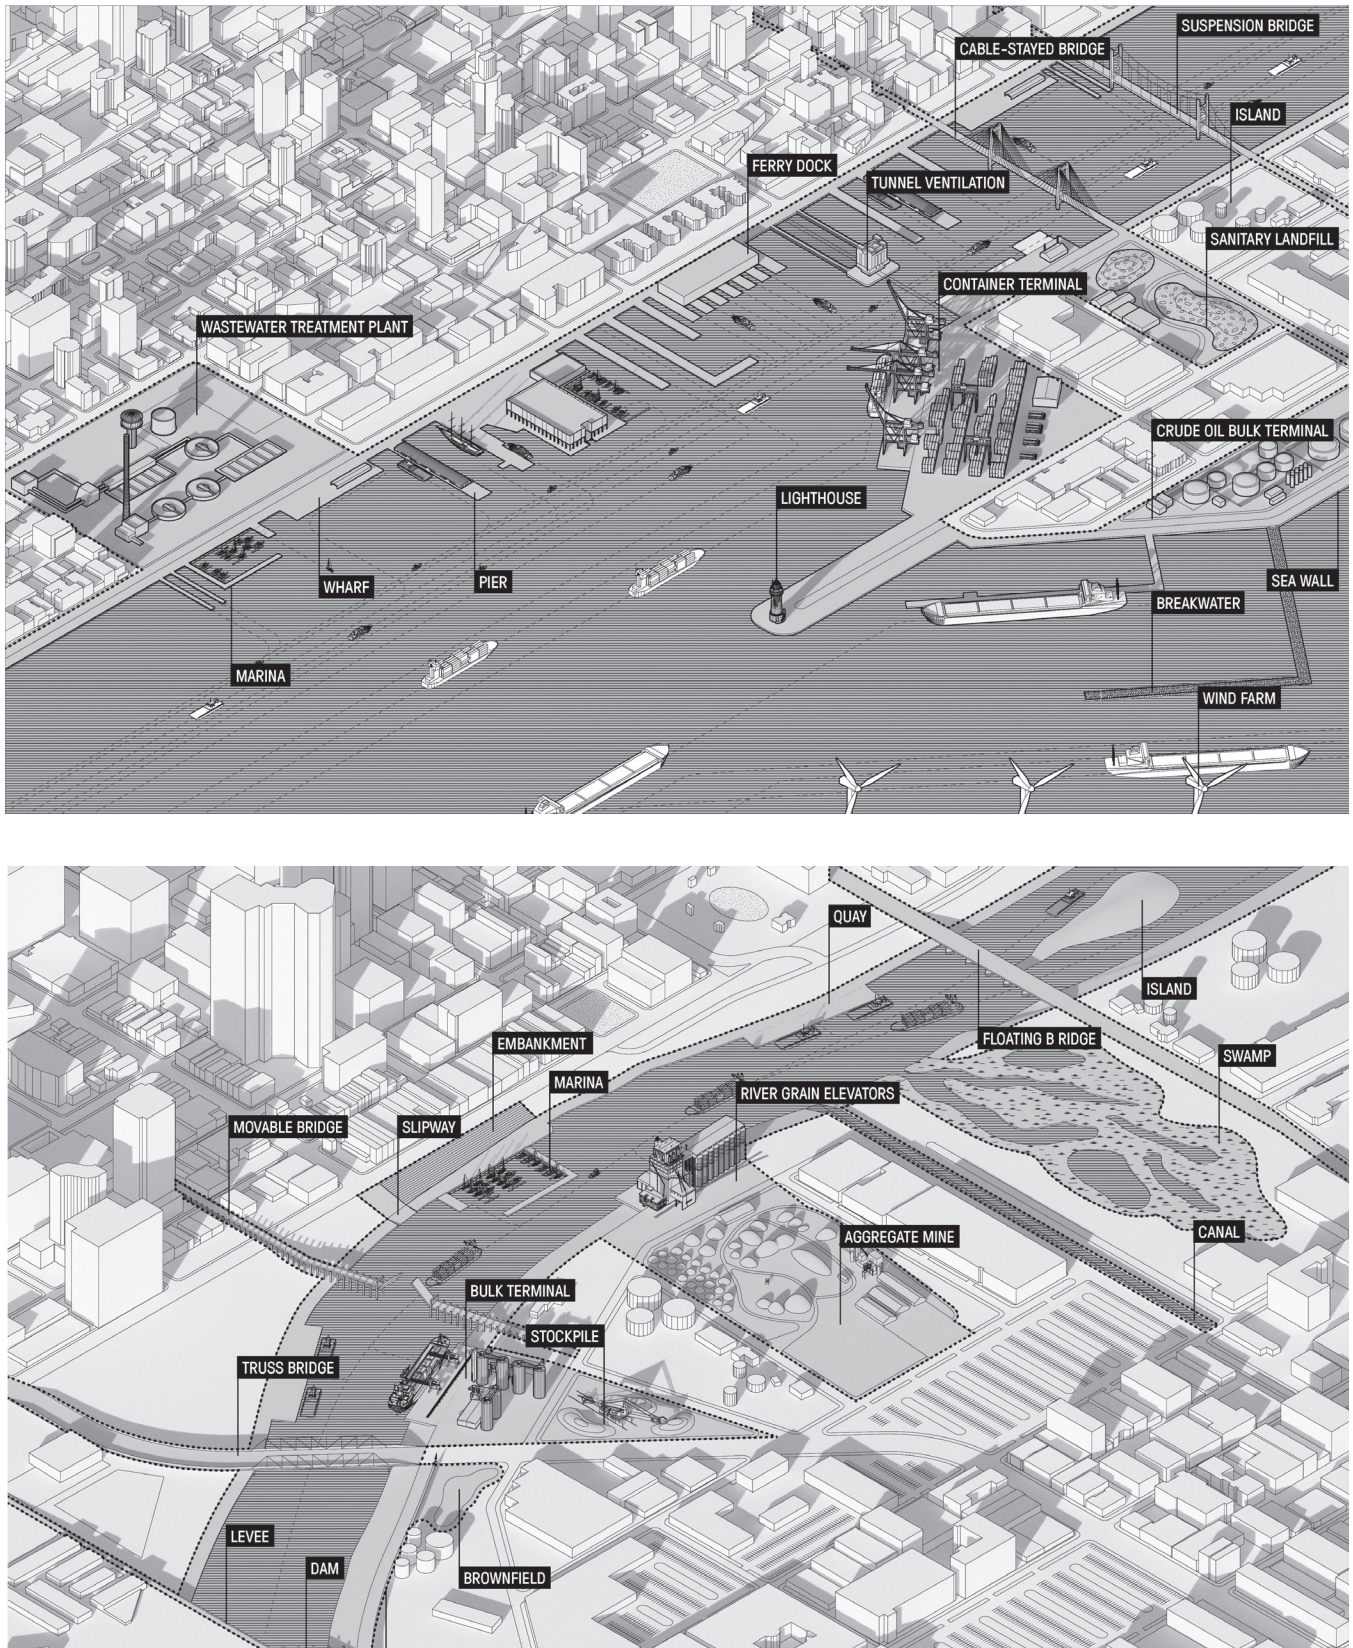 SUSPENSION BRIDGE
CABLE-STAYED BRIDGE
ISLAND
FERRY DOCK
TUNNEL VENTILATION
SANITARY LANDFILL
CONTAINER TERMINAL
WASTEWATER TREATMENT PLANT
CRUDE OIL BULK TERMINAL
LIGHTHOUSE
WHARF
PIER
SEA WALL
BREAKWATER
MARINA
WIND FARM
QUAY
ISLAND
EMBANKMENT
FLOATING B RIDGE
SWAMP
MARINA
RIVER GRAIN ELEVATORS
MOVABLE BRIDGE
SLIPWAY
CANAL
AGGREGATE MINE
BULK TERMINAL
STOCKPILE
TRUSS BRIDGE
LEVEE
DAM
BROWNFIELD